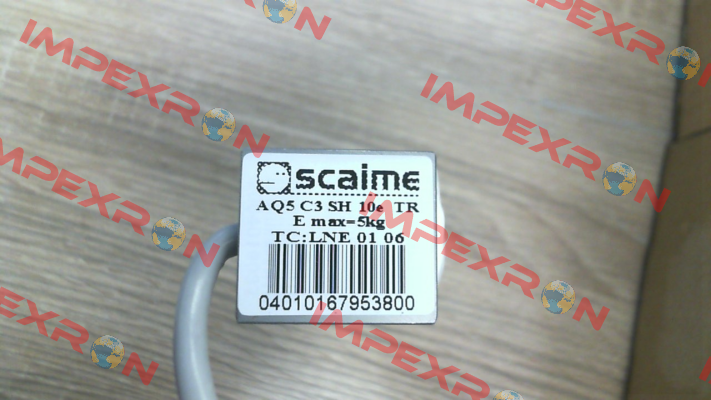 scaime
AQ5 C3 SH 10e TR
E max=5kg
TC:LNE 01 06
04010167953800
IMPEXRON
IMPEXRON
IMPEXRON
IMPEXRON
IMPEXRON
IMPEXRON